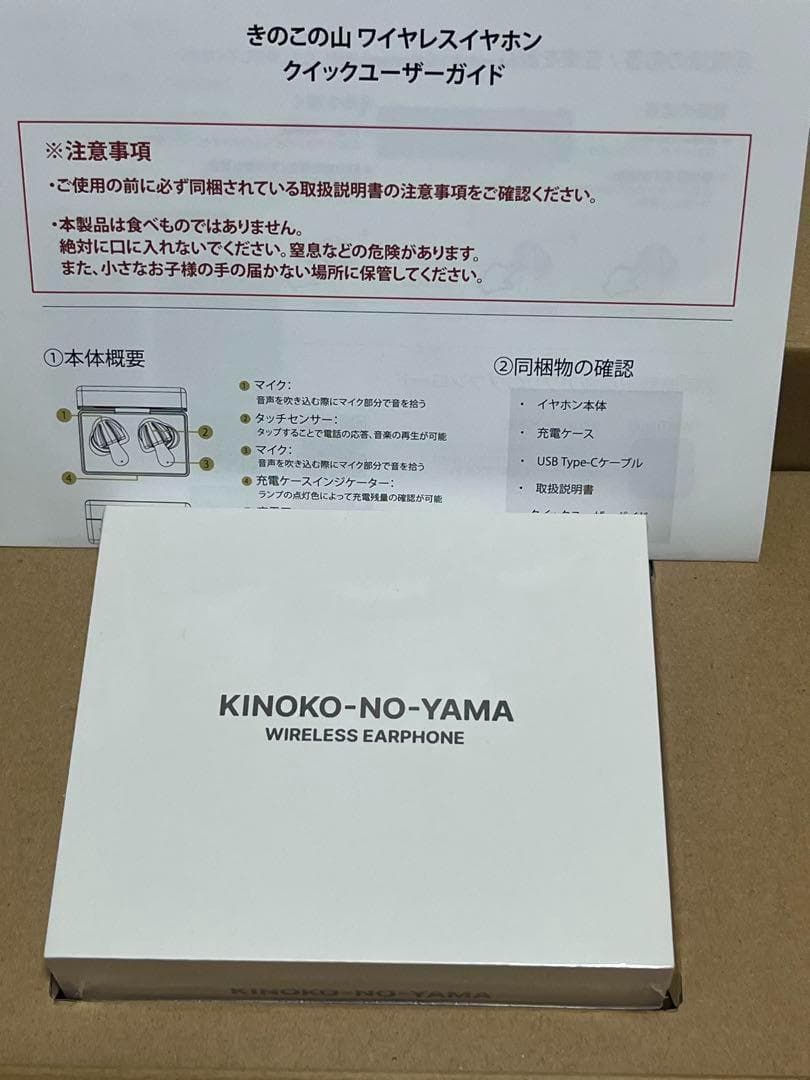 きのこの山 ワイヤレスイヤホン
クイックユーザーガイド
※注意事項
・ご使用の前に必ず同梱されている取扱説明書の注意事項をご確認ください。
・本製品は食べものではありません。
絶対に口に入れないでください。窒息などの危険があります。
また、小さなお子様の手の届かない場所に保管してください。
①本体概要
1
2
3
4
❶ マイク：
音声を吹き込む際にマイク部分で音を拾う
❷ タッチセンサー：
タップすることで電話の応答、音楽の再生が可能
❸ マイク：
音声を吹き込む際にマイク部分で音を拾う
❹ 充電ケースインジケーター：
ランプの点灯色によって充電残量の確認が可能
②同梱物の確認
・ イヤホン本体
・ 充電ケース
・ USB Type-Cケーブル
・ 取扱説明書
KINOKO-NO-YAMA
WIRELESS EARPHONE
KINOKO-NO-YAMA